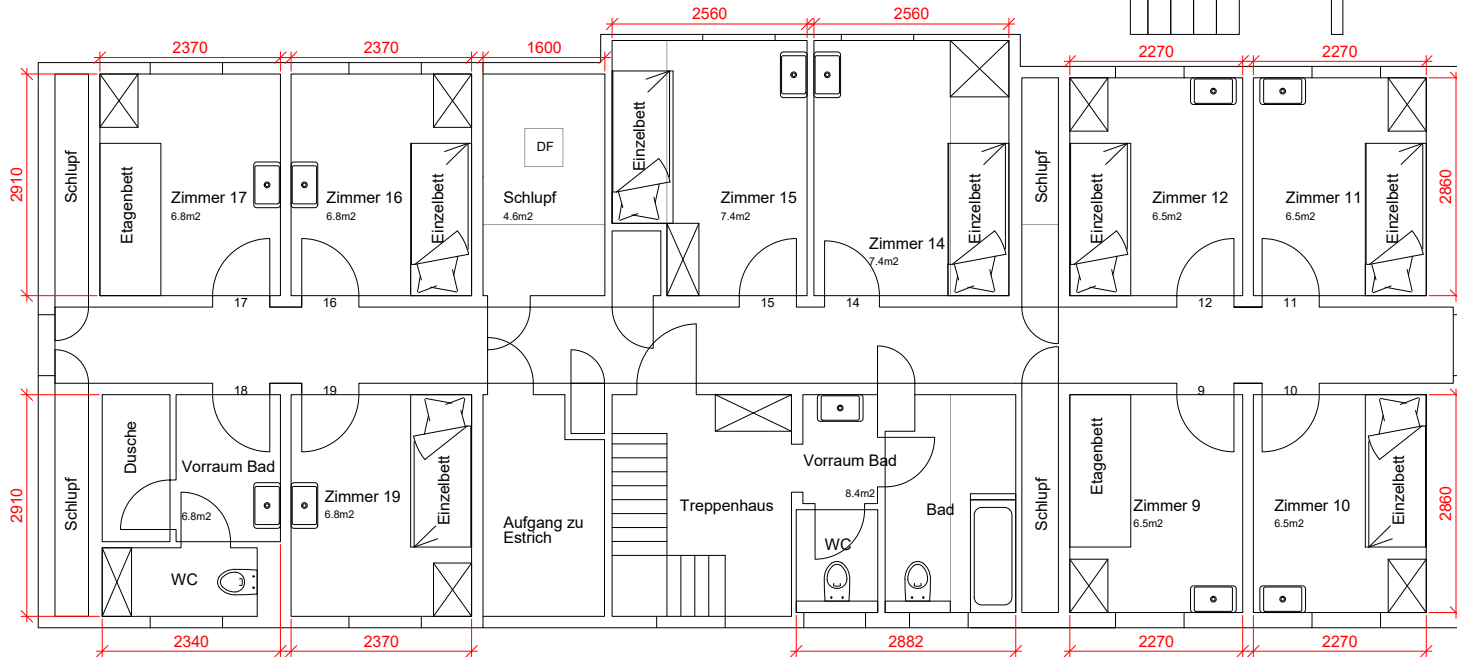 2560
2560
2370
2370
1600
2270
2270
Schlupf
Etagenbett
Zimmer 17
6.8m2
Zimmer 16
6.8m2
Einzelbett
DF
Schlupf
4.6m2
Einzelbett
Zimmer 15
7.4m2
Zimmer 14
7.4m2
Einzelbett
Schlupf
Einzelbett
Zimmer 12
6.5m2
Zimmer 11
6.5m2
Einzelbett
2910
2860
17
16
15
14
12
11
18
19
9
10
2910
2860
Schlupf
Dusche
Vorraum Bad
6.8m2
WC
Zimmer 19
6.8m2
Einzelbett
Aufgang zu
Estrich
Treppenhaus
Vorraum Bad
8.4m2
WC
Bad
Schlupf
Etagenbett
Zimmer 9
6.5m2
Zimmer 10
6.5m2
Einzelbett
2340
2370
2882
2270
2270